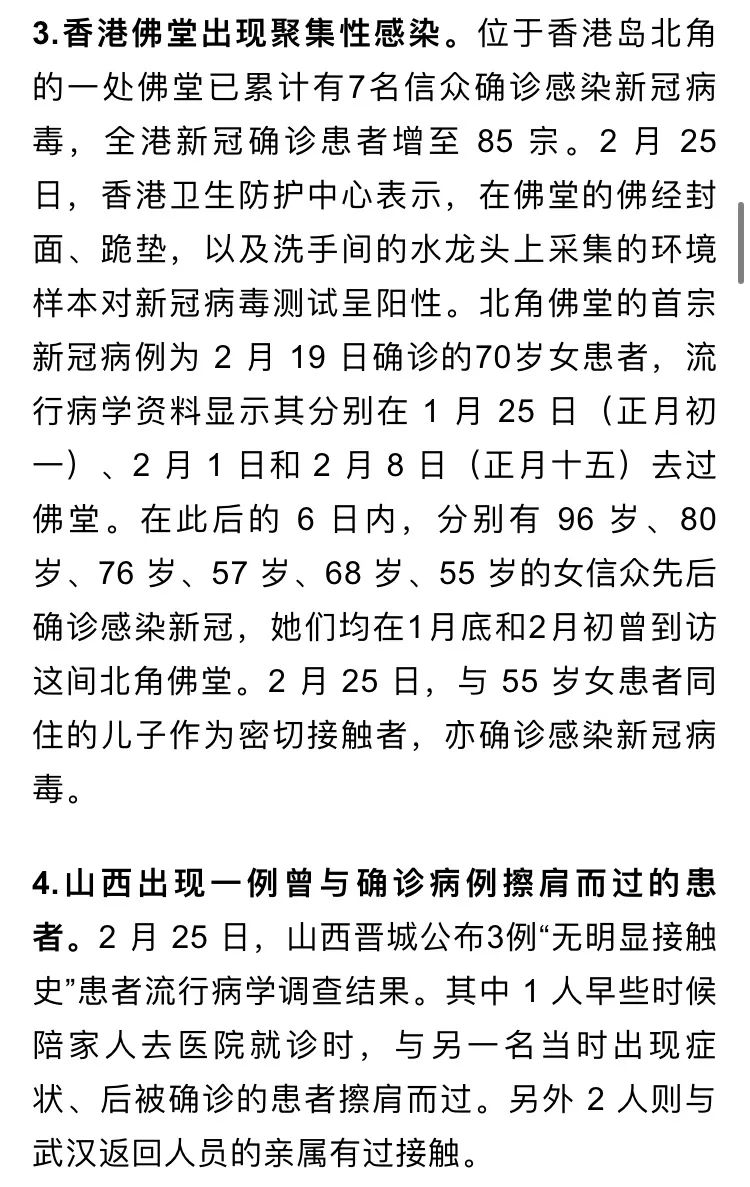 3.香港佛堂出现聚集性感染。位于香港岛北角
的一处佛堂已累计有7名信众确诊感染新冠病
毒，全港新冠确诊患者增至 85 宗。2 月 25
日，香港卫生防护中心表示，在佛堂的佛经封
面、跪垫，以及洗手间的水龙头上采集的环境
样本对新冠病毒测试呈阳性。北角佛堂的首宗
新冠病例为 2 月 19 日确诊的70岁女患者，流
行病学资料显示其分别在 1 月 25 日（正月初
一）、2 月 1 日和 2 月 8 日（正月十五）去过
佛堂。在此后的 6 日内，分别有 96 岁、80
岁、76 岁、57 岁、68 岁、55 岁的女信众先后
确诊感染新冠，她们均在1月底和2月初曾到访
这间北角佛堂。2 月 25 日，与 55 岁女患者同
住的儿子作为密切接触者，亦确诊感染新冠病
毒。
4.山西出现一例曾与确诊病例擦肩而过的患
者。2 月 25 日，山西晋城公布3例“无明显接触
史”患者流行病学调查结果。其中 1 人早些时候
陪家人去医院就诊时，与另一名当时出现症
状、后被确诊的患者擦肩而过。另外 2 人则与
武汉返回人员的亲属有过接触。